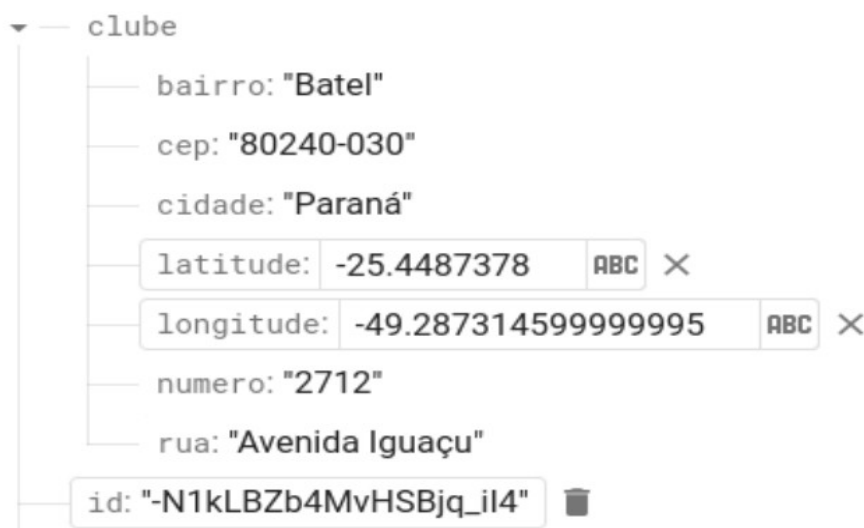 clube
bairro: "Batel"
cep: "80240-030"
cidade: "Paraná"
latitude: -25.4487378 ABC
longitude: -49.287314599999995 ABC
numero: "2712"
rua: "Avenida Iguaçu"
id: "-N1kLBZb4MvHSBjq_iI4"